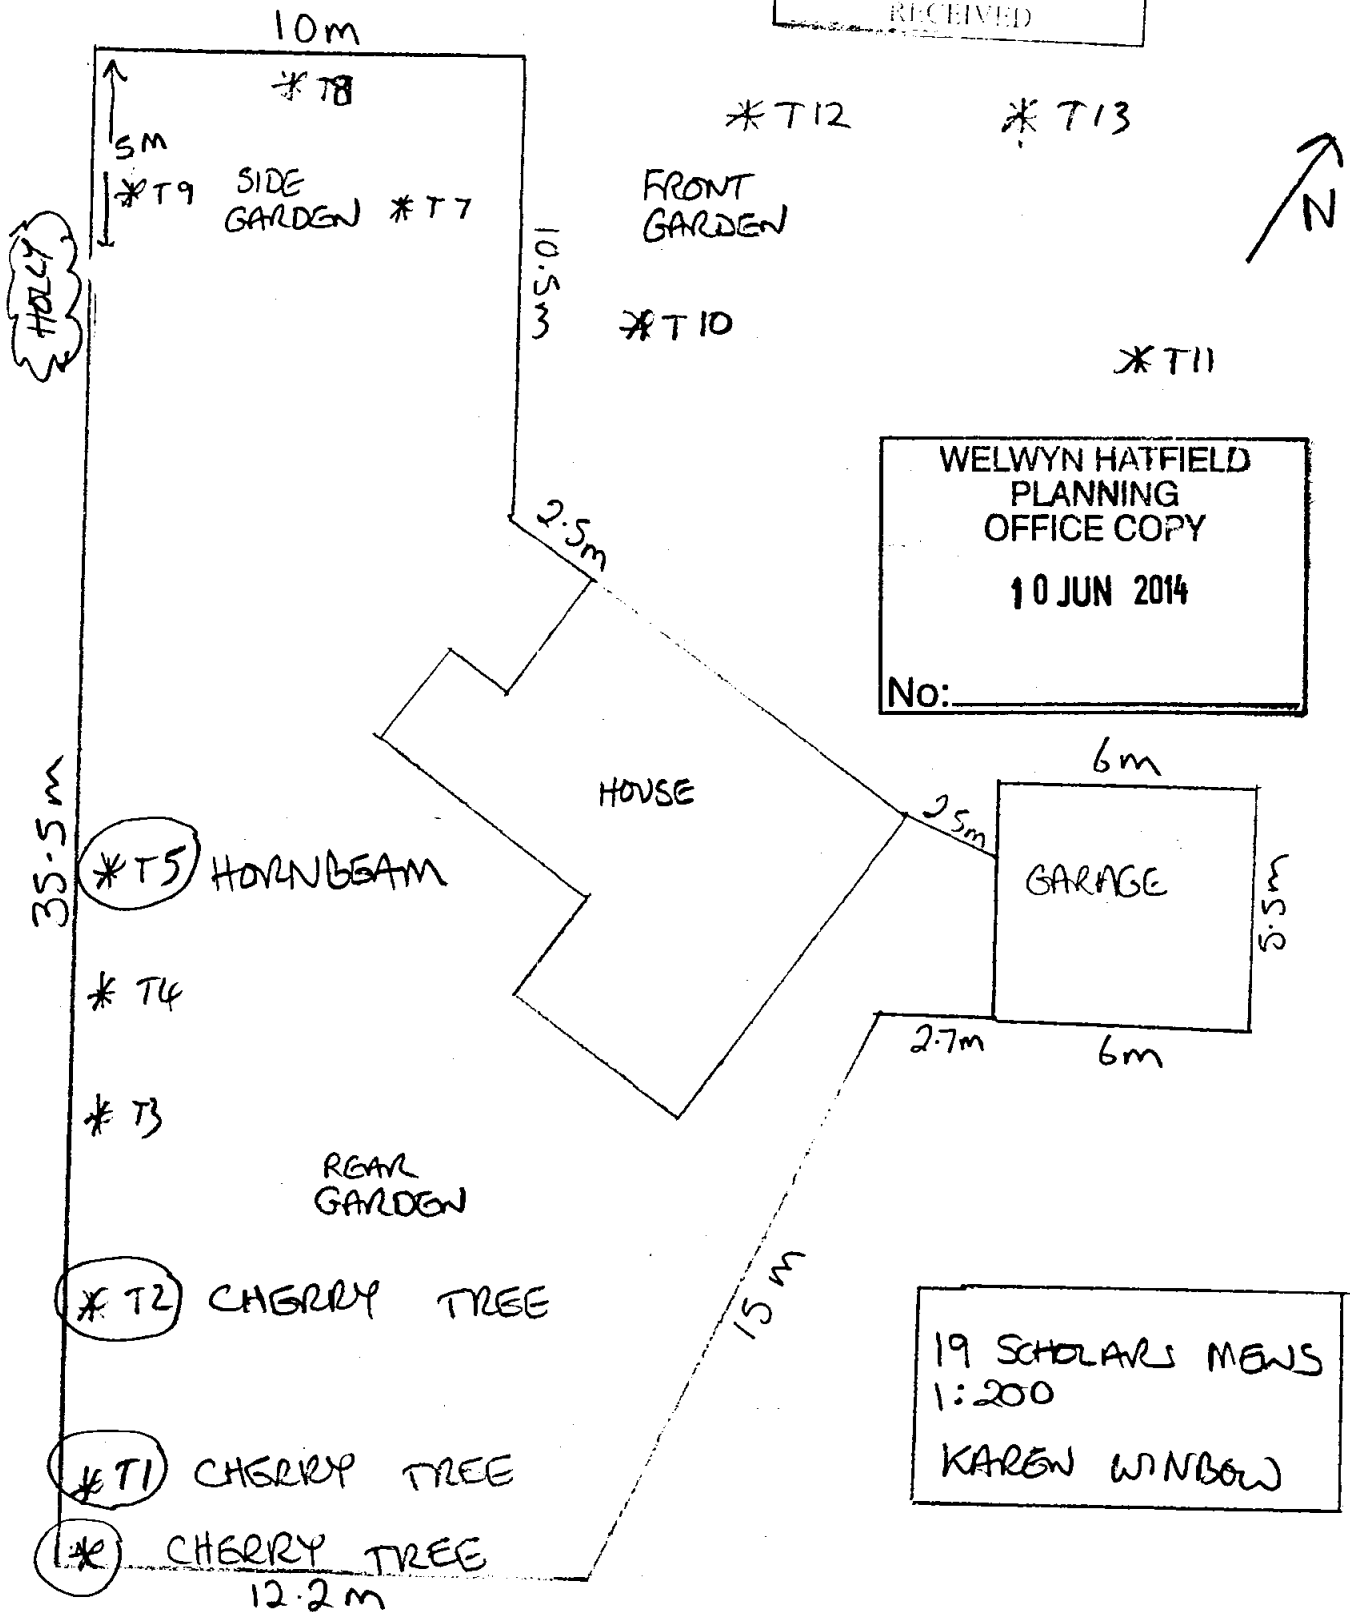 RECEIVED
10m
T8
T12
T13
5m
T9
SIDE
GARDEN
T7
FRONT
GARDEN
N
HOLLY
10.5m
T10
T11
WELWYN HATFIELD
PLANNING
OFFICE COPY
10 JUN 2014
No:
2.5m
6m
HOUSE
35.5m
2.5m
T5 HORNBEAM
GARAGE
5.5m
T4
2.7m
6m
T3
REAR
GARDEN
15m
T2 CHERRY TREE
19 SCHOLARS MEWS
1:200
KAREN WINBOW
T1 CHERRY TREE
CHERRY TREE
12.2m